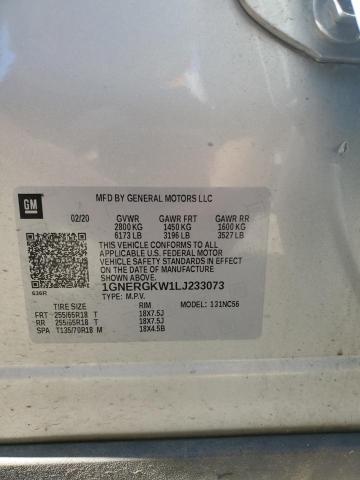 GM
MFD BY GENERAL MOTORS LLC
02/20 GVWR GAWR FRT GAWR RR
2800 KG 1450 KG 1600 KG
6173 LB 3196 LB 3527 LB
THIS VEHICLE CONFORMS TO ALL
APPLICABLE U.S. FEDERAL MOTOR
VEHICLE SAFETY STANDARDS IN
EFFECT ON THE DATE OF MANUFACTURE
SHOWN ABOVE.
636R 1GNERGKW1LJ233073
TYPE: M.P.V. MODEL: 131NC56
TIRE SIZE RIM
FRT 255/65R18 T 18X7.5J
RR 255/65R18 T 18X7.5J
SPA T135/70R18 M 18X4.5B